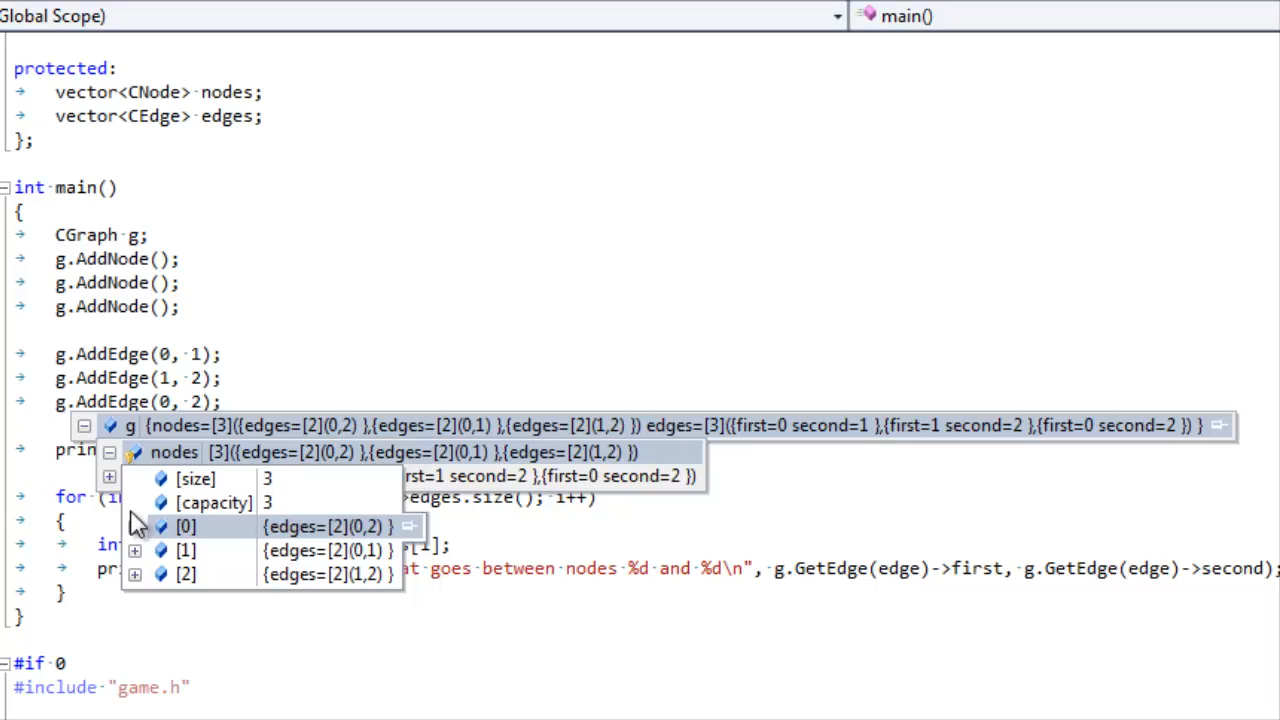 Global Scope)
main()
protected:
vector<CNode> nodes;
vector<CEdge> edges;
};
int main()
{
CGraph g;
g.AddNode();
g.AddNode();
g.AddNode();
g.AddEdge(0, 1);
g.AddEdge(1, 2);
g.AddEdge(0, 2);
g {nodes=[3]({edges=[2](0,2) },{edges=[2](0,1) },{edges=[2](1,2) }) edges=[3]({first=0 second=1 },{first=1 second=2 },{first=0 second=2 }) }
prin nodes [3]({edges=[2](0,2) },{edges=[2](0,1) },{edges=[2](1,2) })
[size] 3 rst=1 second=2 },{first=0 second=2 })
for (in [capacity] 3 >edges.size(); i++)
{ [0] {edges=[2](0,2) }
int [1] {edges=[2](0,1) } s[i];
pr [2] {edges=[2](1,2) } at goes between nodes %d and %d\n", g.GetEdge(edge)->first, g.GetEdge(edge)->second);
}
}
#if 0
#include "game.h"